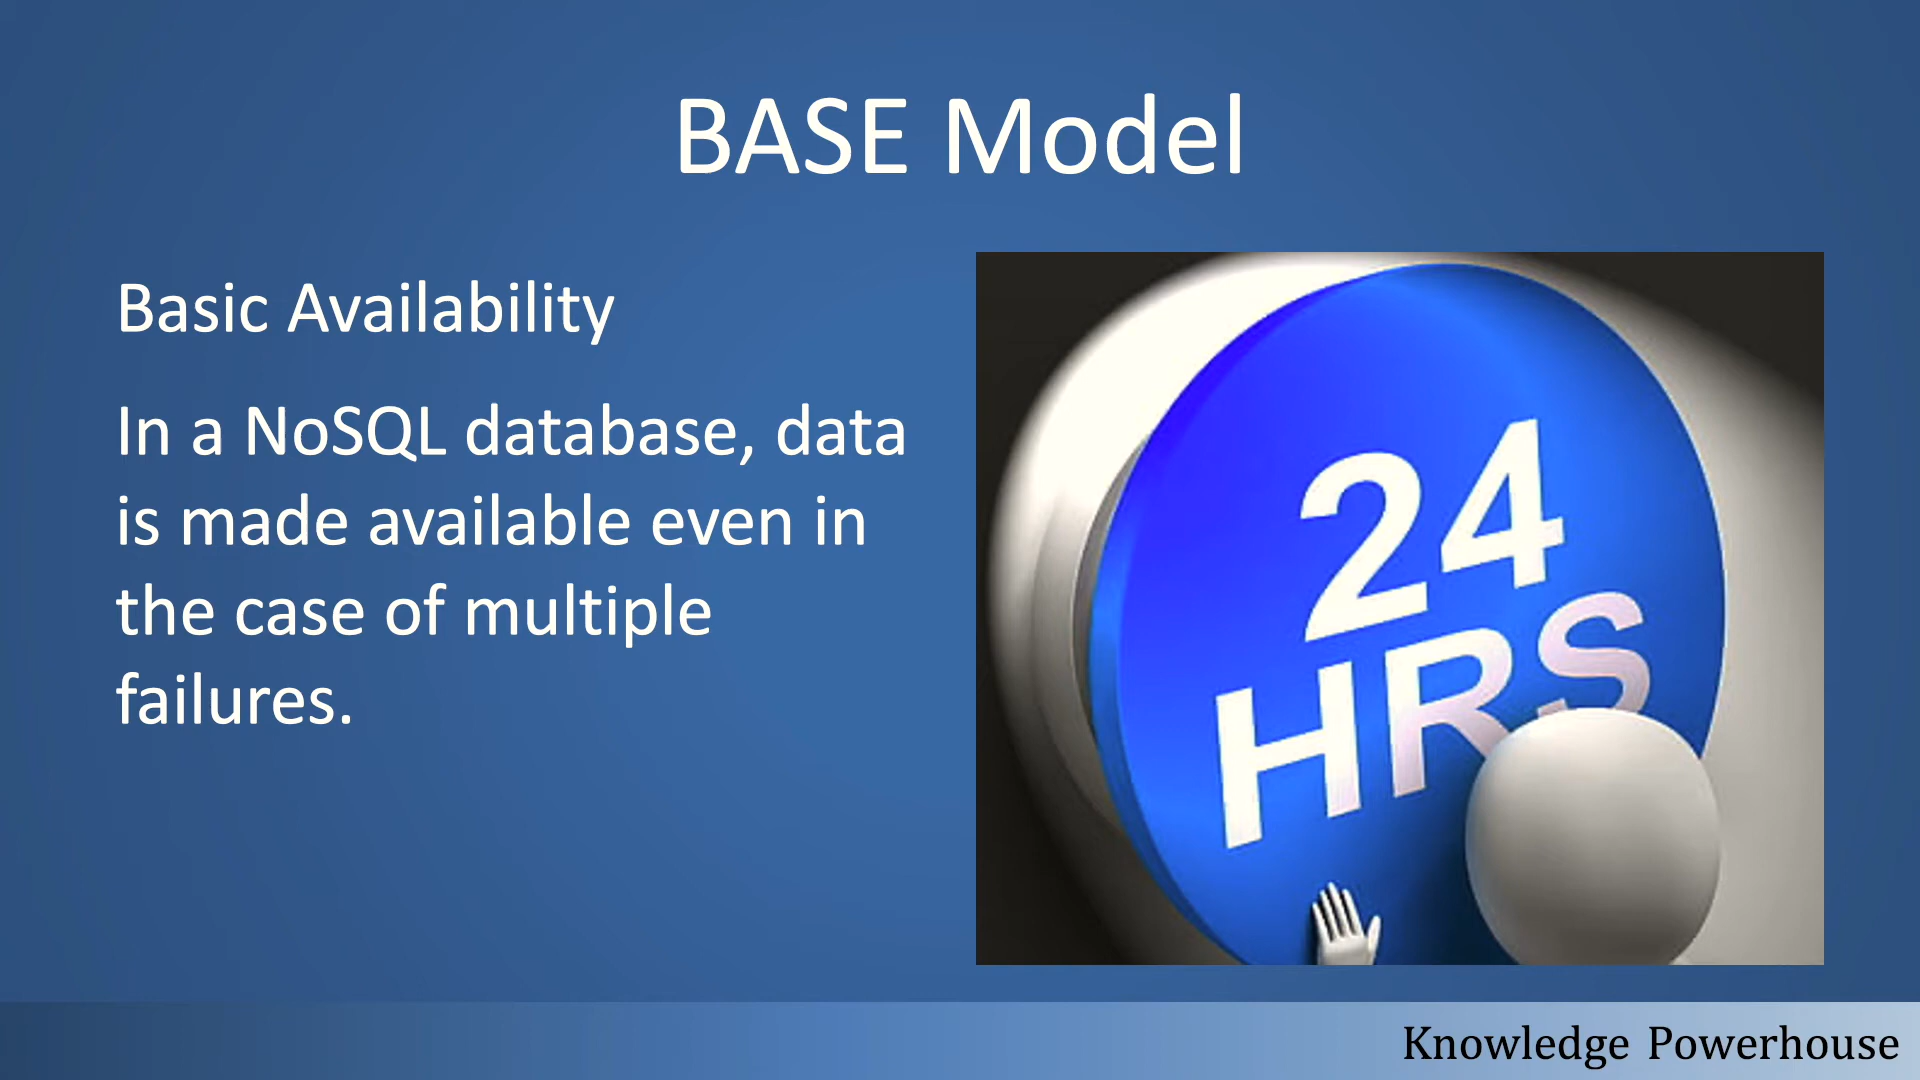 BASE Model
Basic Availability
In a NoSQL database, data
is made available even in
the case of multiple
failures.
24
HRS
Knowledge Powerhouse